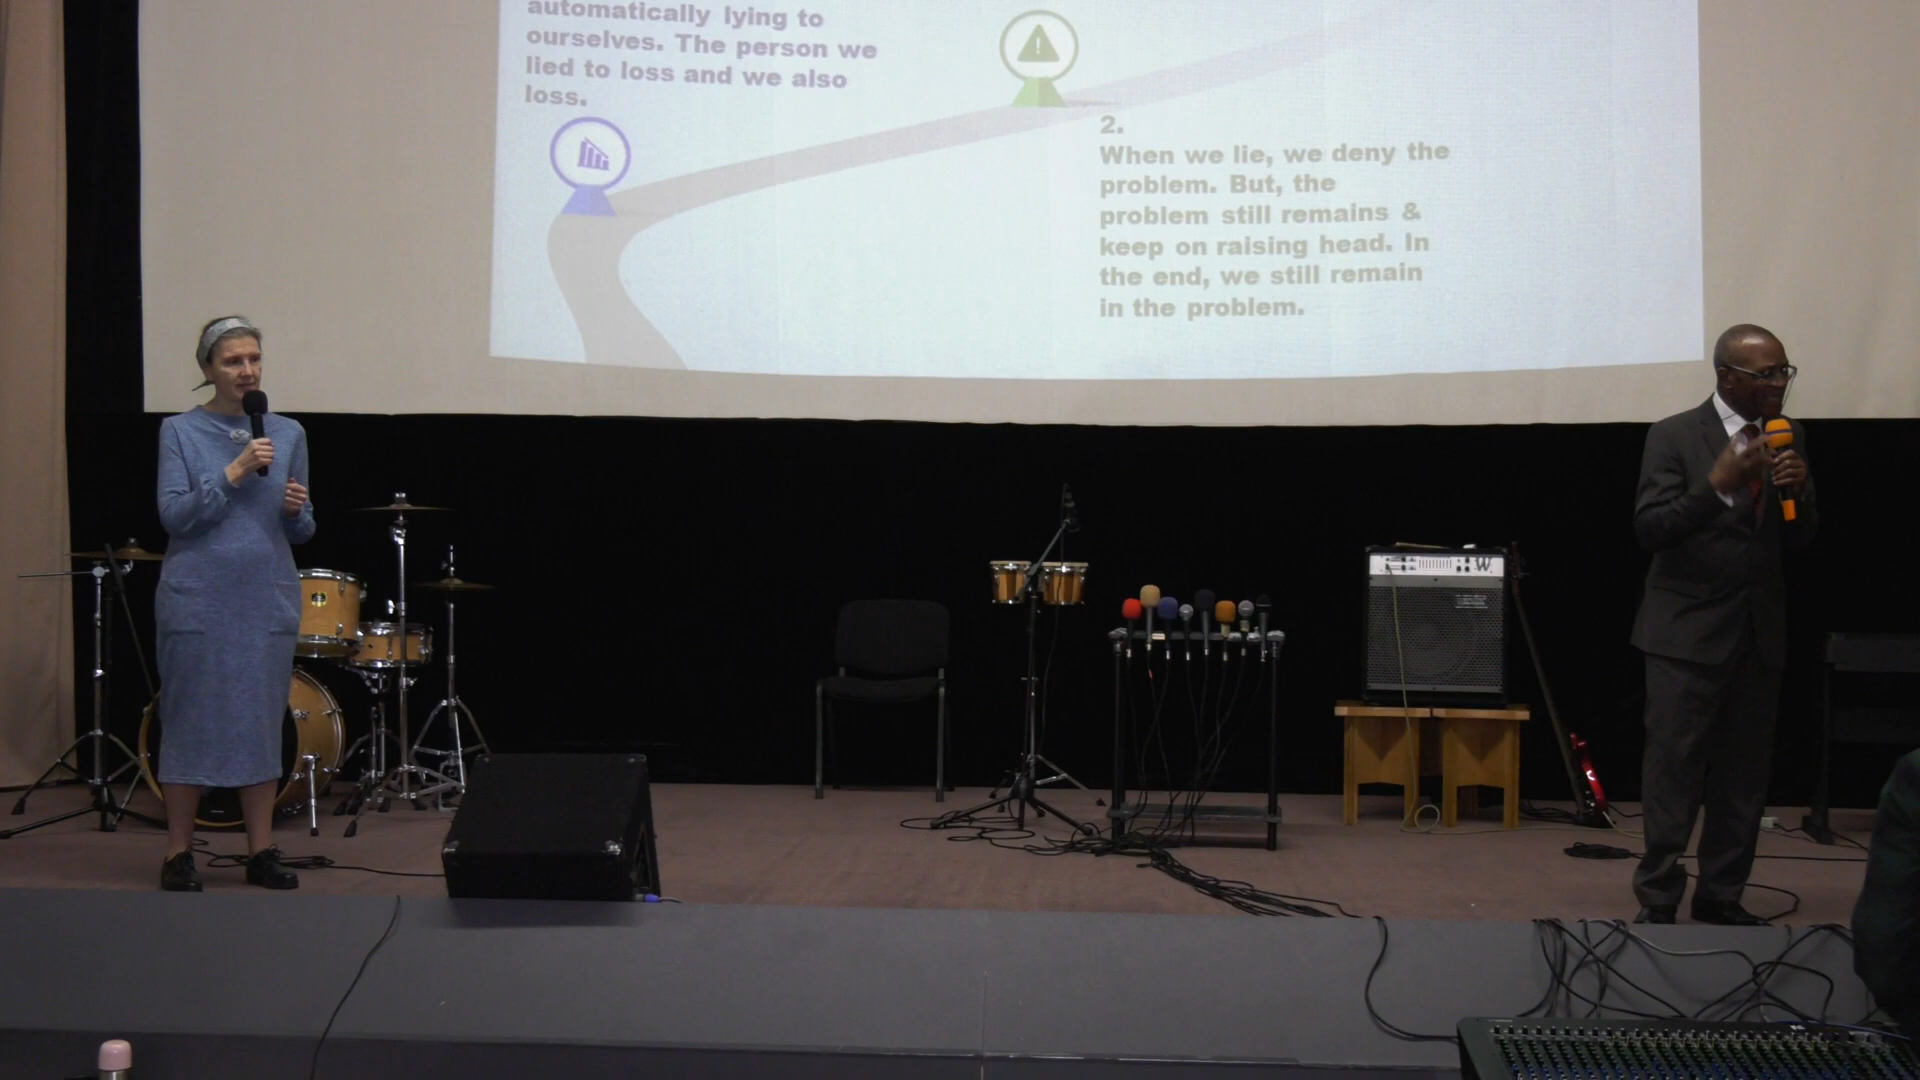 automatically lying to
ourselves. The person we
lied to loss and we also
loss.
2.
When we lie, we deny the
problem. But, the
problem still remains &
keep on raising head. In
the end, we still remain
in the problem.
W